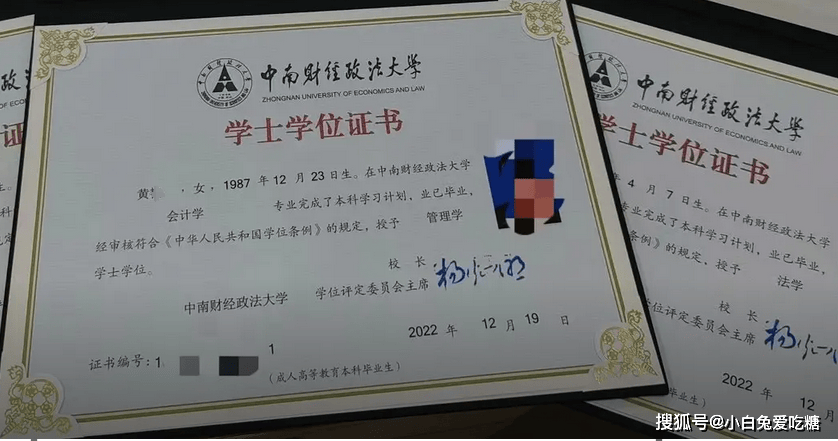 中南财经政法大学
ZHONGNAN UNIVERSITY OF ECONOMICS AND LAW
学士学位证书
黄 ，女，1987 年 12 月 23 日生。在中南财经政法大学
会计学 专业完成了本科学习计划，业已毕业，
经审核符合《中华人民共和国学位条例》的规定，授予 管理学
学士学位。
校 长
中南财经政法大学 学位评定委员会主席
2022 年 12 月 19 日
证书编号：1 1
（成人高等教育本科毕业生）
中南财经政法大学
ZHONGNAN UNIVERSITY OF ECONOMICS AND LAW
学士学位证书
年 4 月 7 日生。在中南财经政法大学
专业完成了本科学习计划，业已毕业，
条例》的规定，授予 法学
校 长
学位评定委员会主席
2022 年 12
毕业生）
搜狐号@小白兔爱吃糖